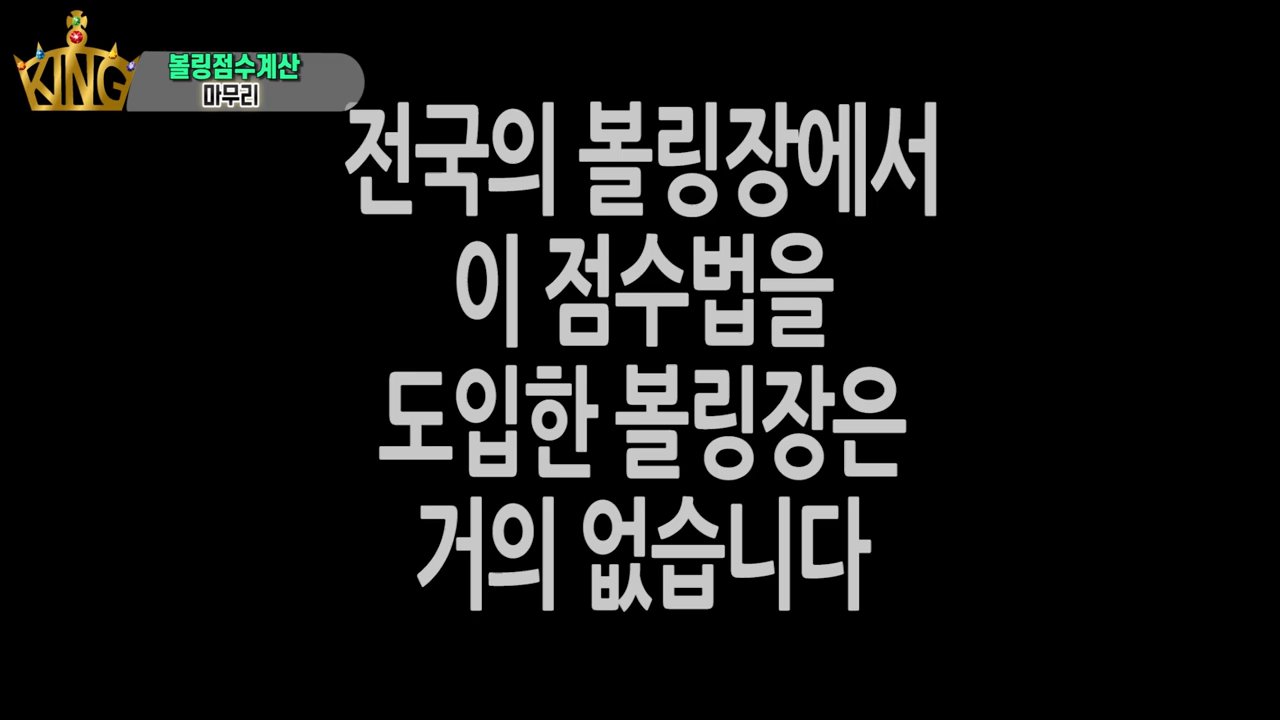 KING
볼링점수계산
마무리
전국의 볼링장에서
이 점수법을
도입한 볼링장은
거의 없습니다